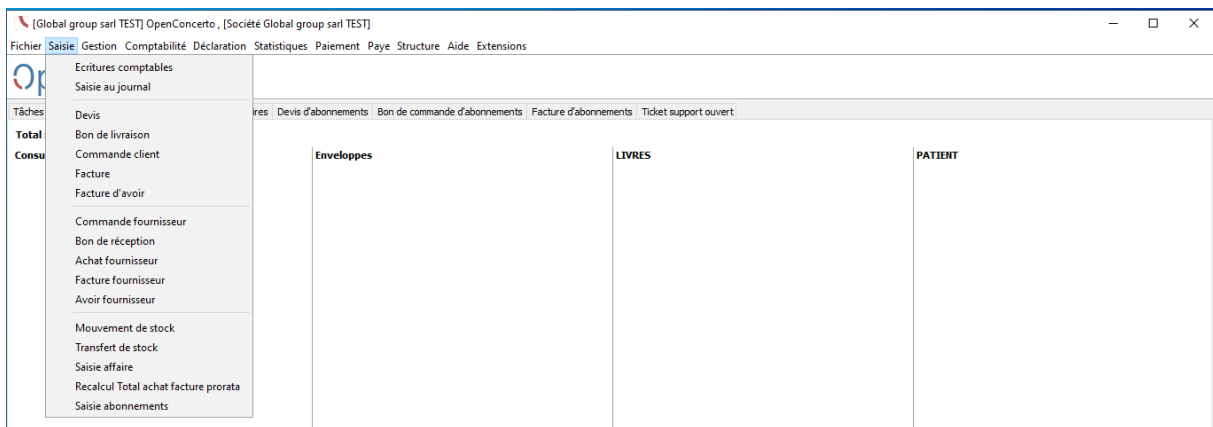 [Global group sarl TEST] OpenConcerto , [Société Global group sarl TEST]
Fichier Saisie Gestion Comptabilité Déclaration Statistiques Paiement Paye Structure Aide Extensions
Ecritures comptables
Saisie au journal
Devis
Bon de livraison
Commande client
Facture
Facture d'avoir
Commande fournisseur
Bon de réception
Achat fournisseur
Facture fournisseur
Avoir fournisseur
Mouvement de stock
Transfert de stock
Saisie affaire
Recalcul Total achat facture prorata
Saisie abonnements
Op
Tâches
ires Devis d'abonnements Bon de commande d'abonnements Facture d'abonnements Ticket support ouvert
Total
Consu Enveloppes LIVRES PATIENT